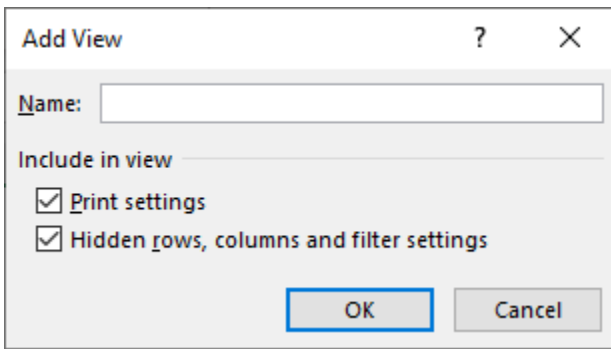 Add View ?
Name:
Include in view
Print settings
Hidden rows, columns and filter settings
OK Cancel